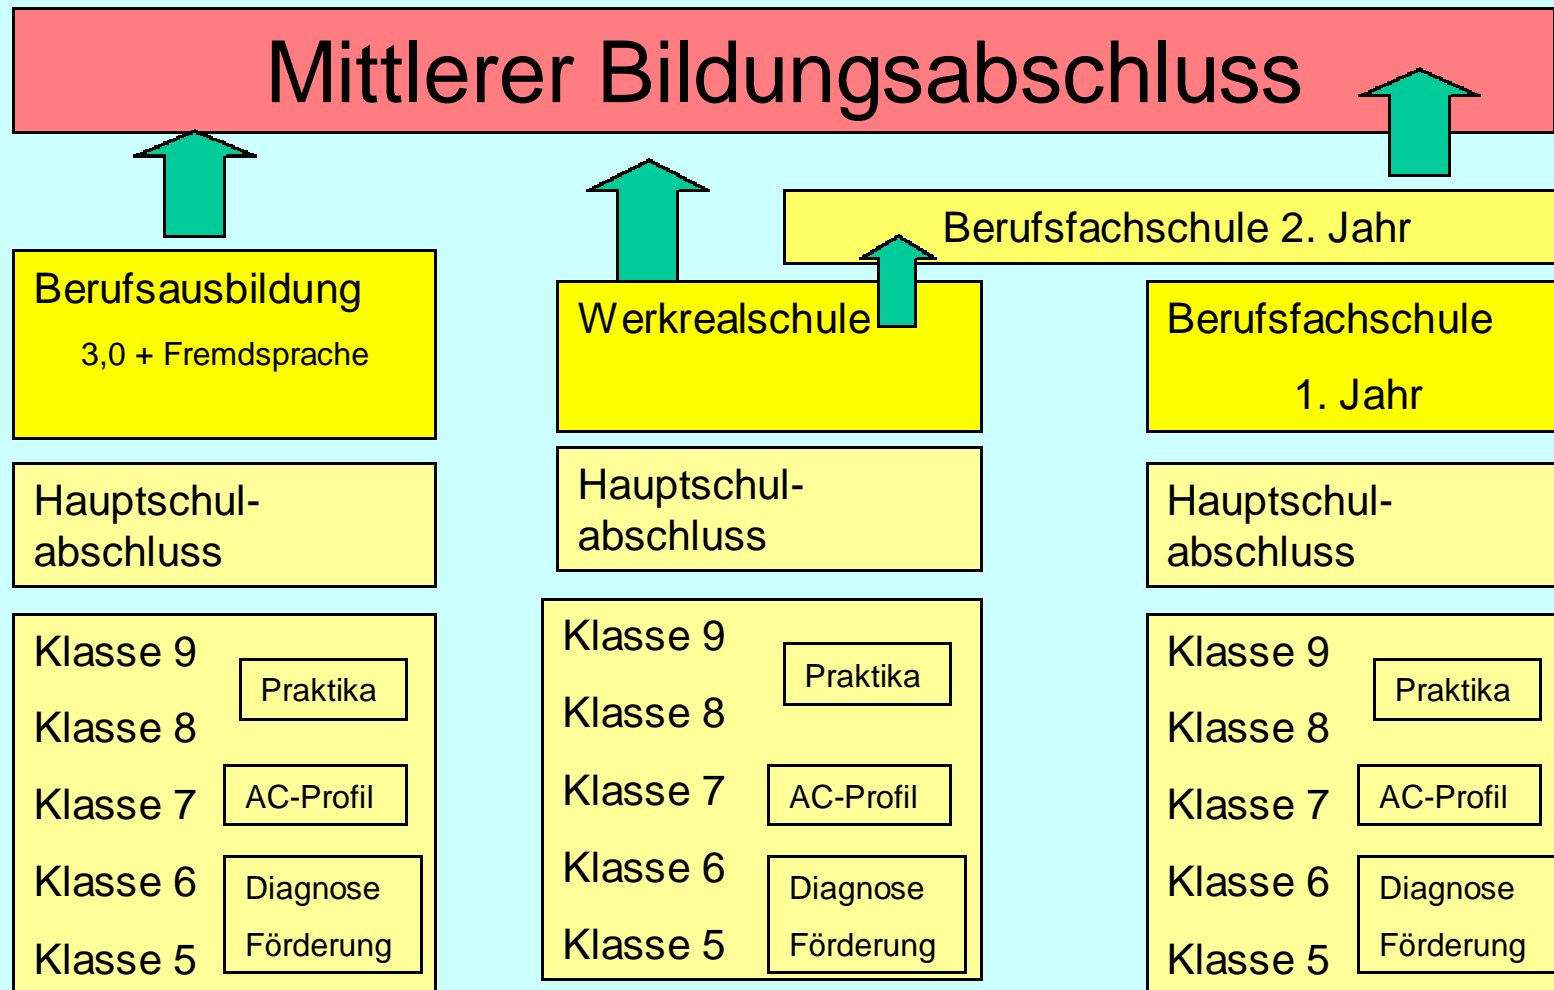 Mittlerer Bildungsabschluss
Berufsfachschule 2. Jahr
Berufsausbildung
3,0 + Fremdsprache
Hauptschul-
abschluss
Klasse 9
Praktika
Klasse 8
Klasse 7
AC-Profil
Klasse 6
Diagnose
Förderung
Klasse 5
Werkrealschule
Hauptschul-
abschluss
Klasse 9
Praktika
Klasse 8
Klasse 7
AC-Profil
Klasse 6
Diagnose
Förderung
Klasse 5
Berufsfachschule
1. Jahr
Hauptschul-
abschluss
Klasse 9
Praktika
Klasse 8
Klasse 7
AC-Profil
Klasse 6
Diagnose
Förderung
Klasse 5